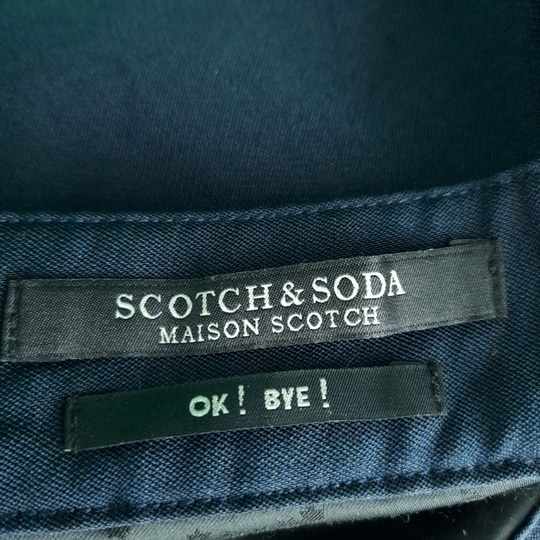 SCOTCH & SODA
MAISON SCOTCH
OK! BYE!